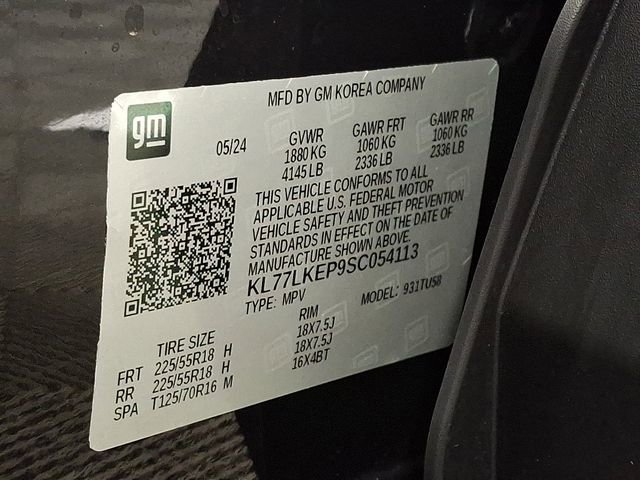 MFD BY GM KOREA COMPANY
gm
05/24
GVWR GAWR FRT GAWR RR
1880 KG 1060 KG 1060 KG
4145 LB 2336 LB 2336 LB
THIS VEHICLE CONFORMS TO ALL
APPLICABLE U.S. FEDERAL MOTOR
VEHICLE SAFETY AND THEFT PREVENTION
STANDARDS IN EFFECT ON THE DATE OF
MANUFACTURE SHOWN ABOVE.
KL77LKEP9SC054113
TYPE: MPV MODEL: 931TU58
TIRE SIZE RIM
FRT 225/55R18 H 18X7.5J
RR 225/55R18 H 18X7.5J
SPA T125/70R16 M 16X4BT